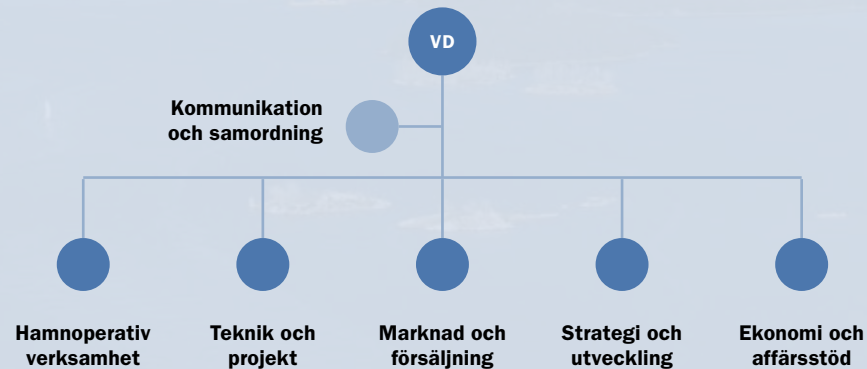 VD
Kommunikation
och samordning
Hamnoperativ
verksamhet
Teknik och
projekt
Marknad och
försäljning
Strategi och
utveckling
Ekonomi och
affärsstöd